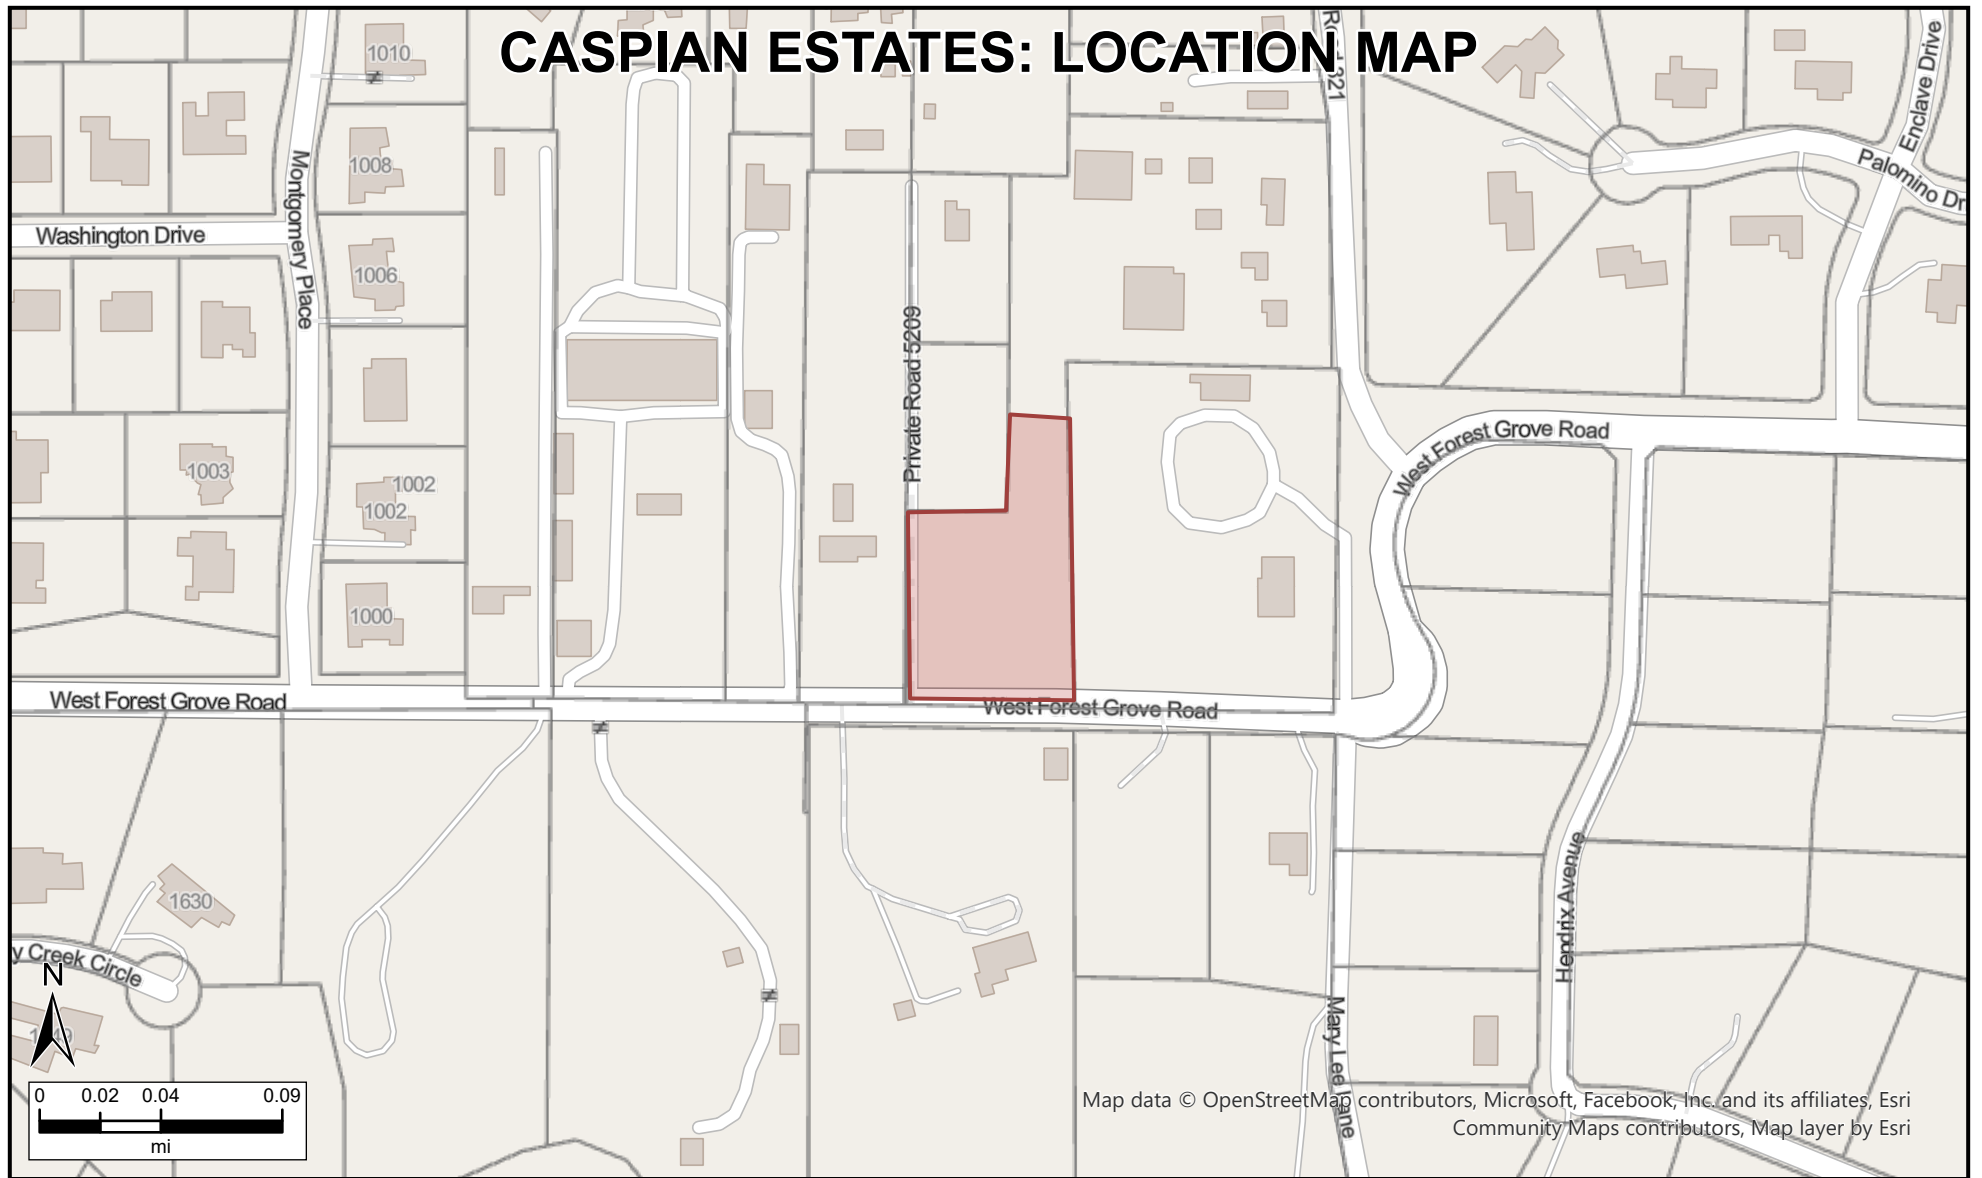 CASPIAN ESTATES: LOCATION MAP
1010
Road 321
Enclave Drive
Palomino Dr
1008
Montgomery Place
Washington Drive
1006
Private Road 5209
West Forest Grove Road
1003
1002
1002
1000
West Forest Grove Road
West Forest Grove Road
Hendrix Avenue
1630
y Creek Circle
N
Mary Lee Lane
0 0.02 0.04 0.09
mi
Map data © OpenStreetMap contributors, Microsoft, Facebook, Inc. and its affiliates, Esri
Community Maps contributors, Map layer by Esri